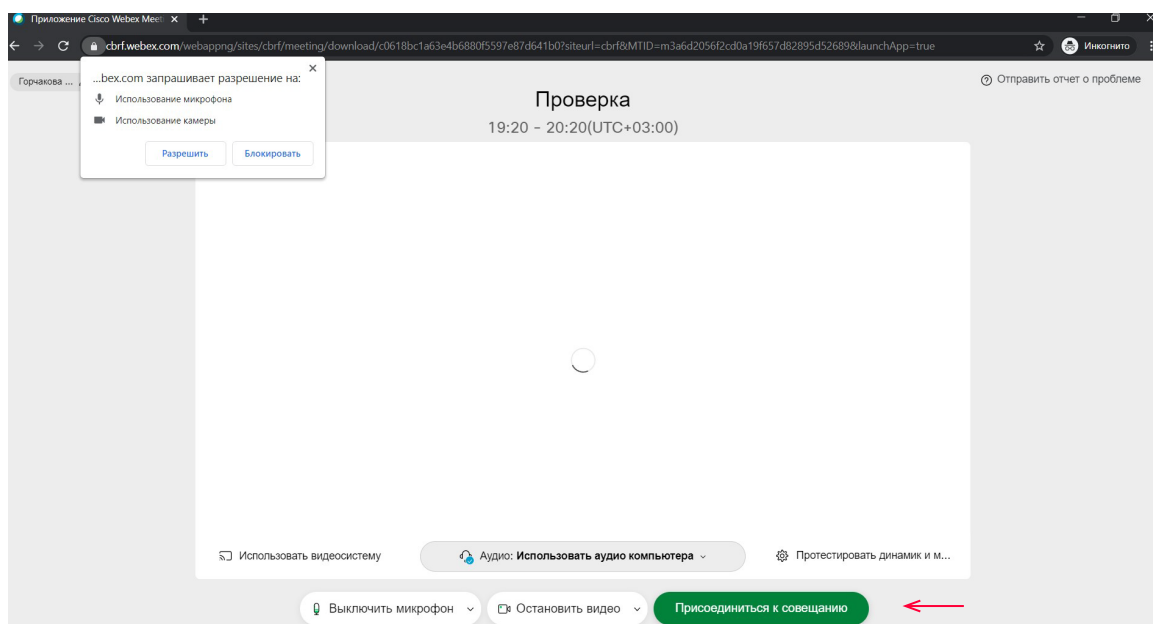 Приложение Cisco Webex Meeti
cbrf.webex.com/webappng/sites/cbrf/meeting/download/c0618bc1a63e4b6880f5597e87d641b0?siteurl=cbrf&MTID=m3a6d2056f2cd0a19f657d82895d52689&launchApp=true
Инкогнито
Горчакова ...
...bex.com запрашивает разрешение на:
Использование микрофона
Использование камеры
Разрешить Блокировать
Отправить отчет о проблеме
Проверка
19:20 - 20:20(UTC+03:00)
Использовать видеосистему
Аудио: Использовать аудио компьютера
Протестировать динамик и м...
Выключить микрофон
Остановить видео
Присоединиться к совещанию